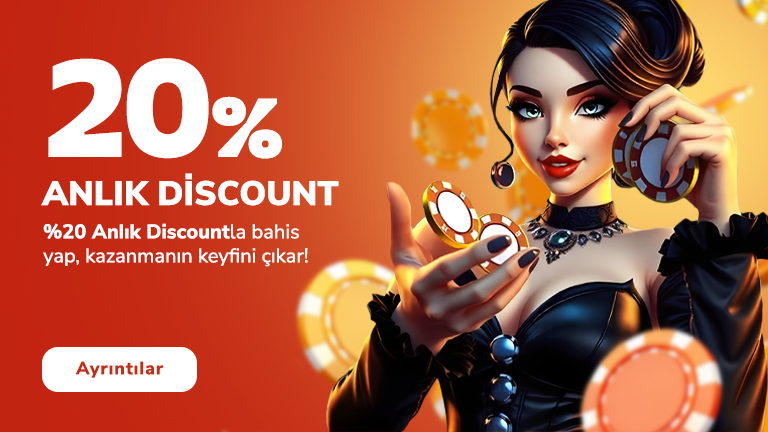 20%
ANLIK DİSCOUNT
%20 Anlık Discountla bahis
yap, kazanmanın keyfini çıkar!
Ayrıntılar